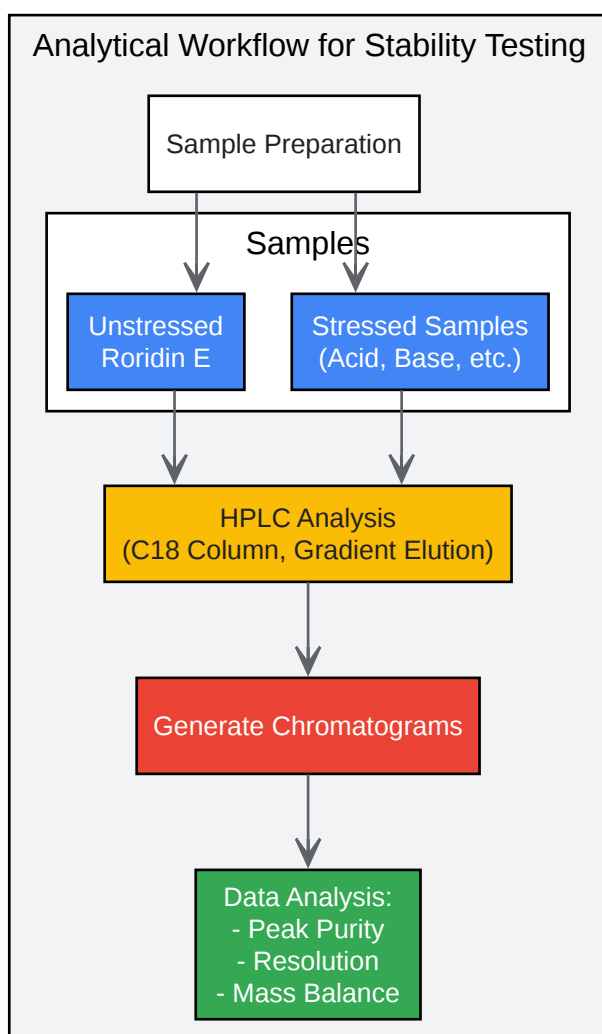 Analytical Workflow for Stability Testing
Sample Preparation
Samples
Unstressed
Roridin E
Stressed Samples
(Acid, Base, etc.)
HPLC Analysis
(C18 Column, Gradient Elution)
Generate Chromatograms
Data Analysis:
- Peak Purity
- Resolution
- Mass Balance